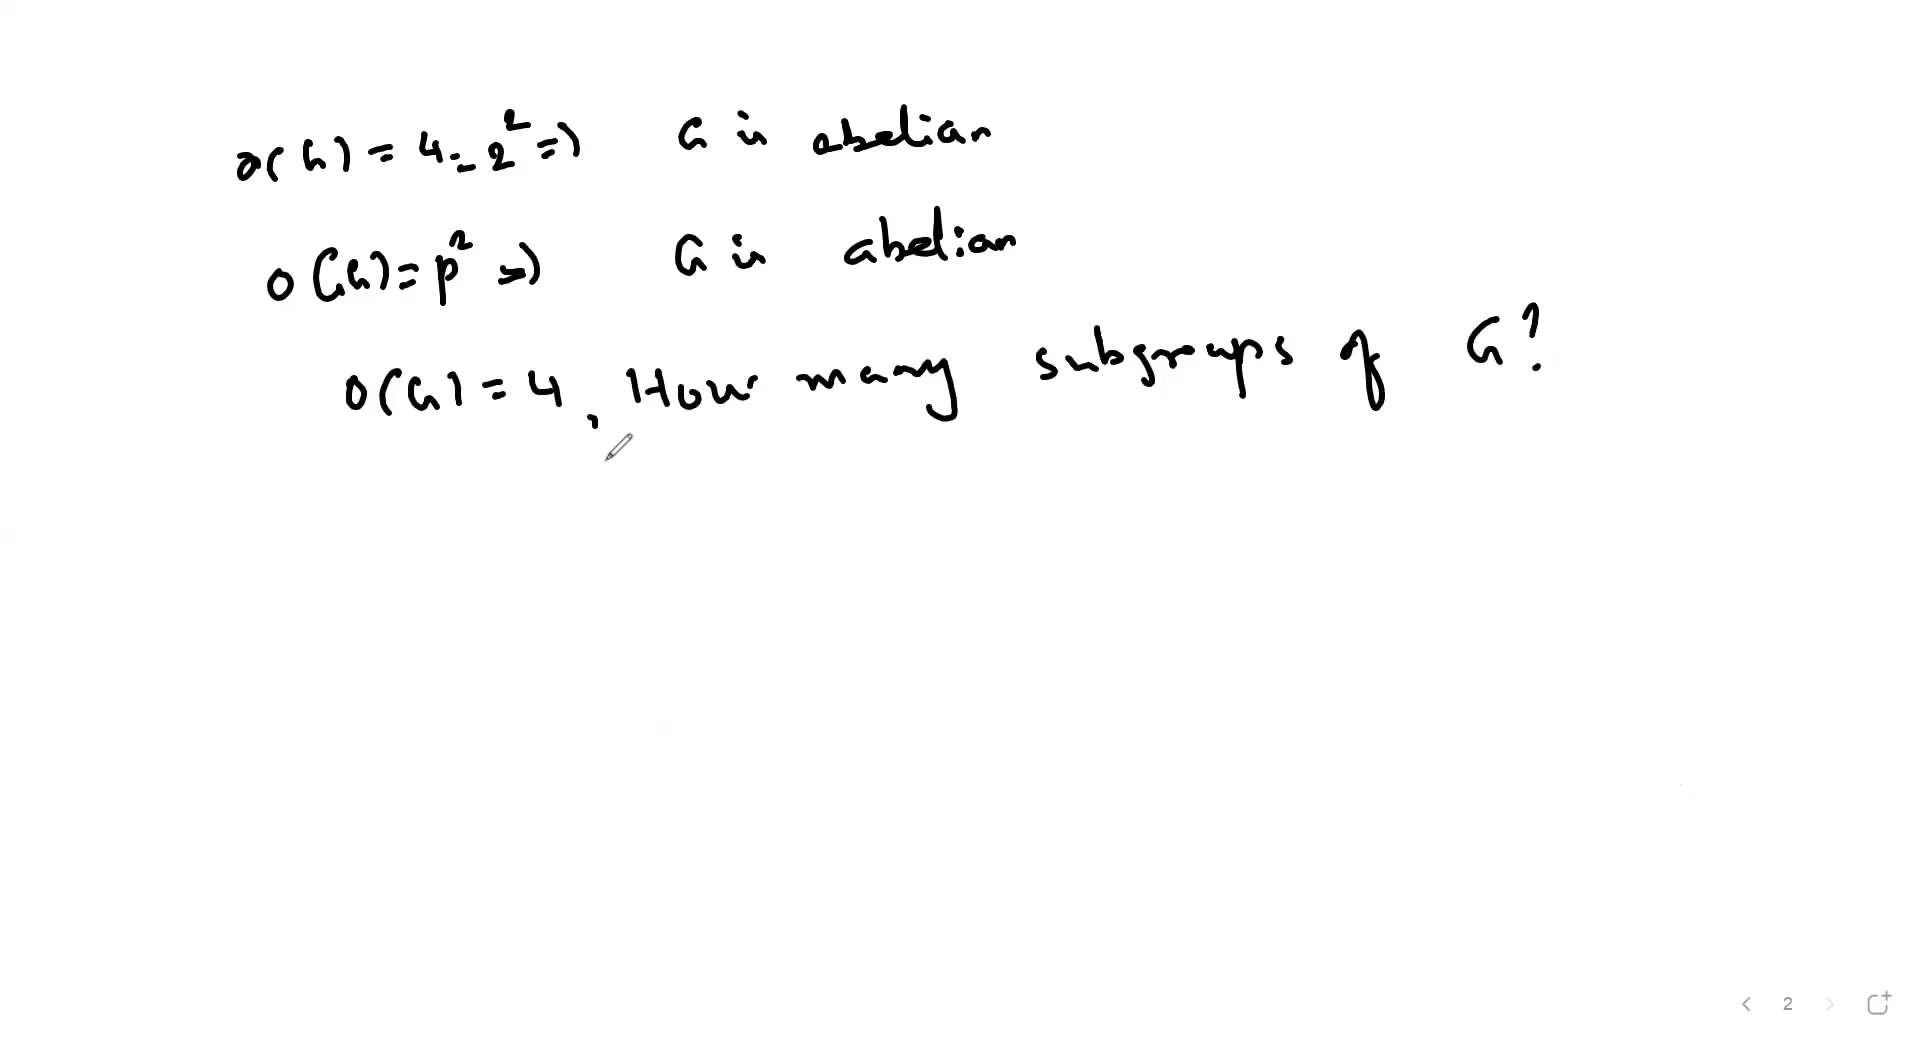 o(G) = 4 = 2² => G is abelian
O(G) = p² => G is abelian
O(G) = 4, How many subgroups of G?
2